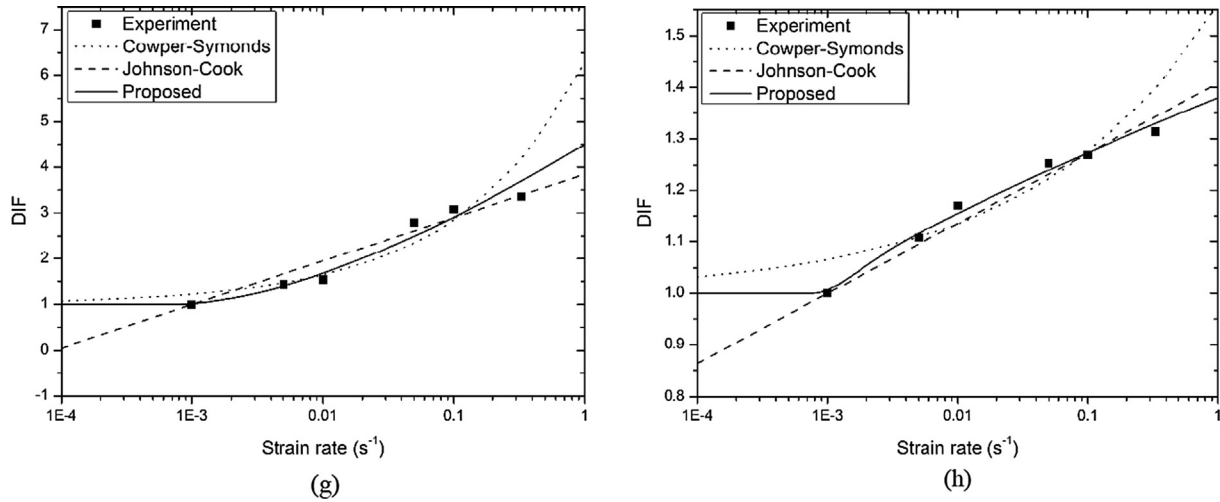 7
6
5
4
3
2
1
0
-1
DIF
Experiment
Cowper-Symonds
Johnson-Cook
Proposed
1E-4
1E-3
0.01
0.1
1
Strain rate (s⁻¹)
(g)
1.5
1.4
1.3
1.2
1.1
1.0
0.9
0.8
DIF
Experiment
Cowper-Symonds
Johnson-Cook
Proposed
1E-4
1E-3
0.01
0.1
1
Strain rate (s⁻¹)
(h)